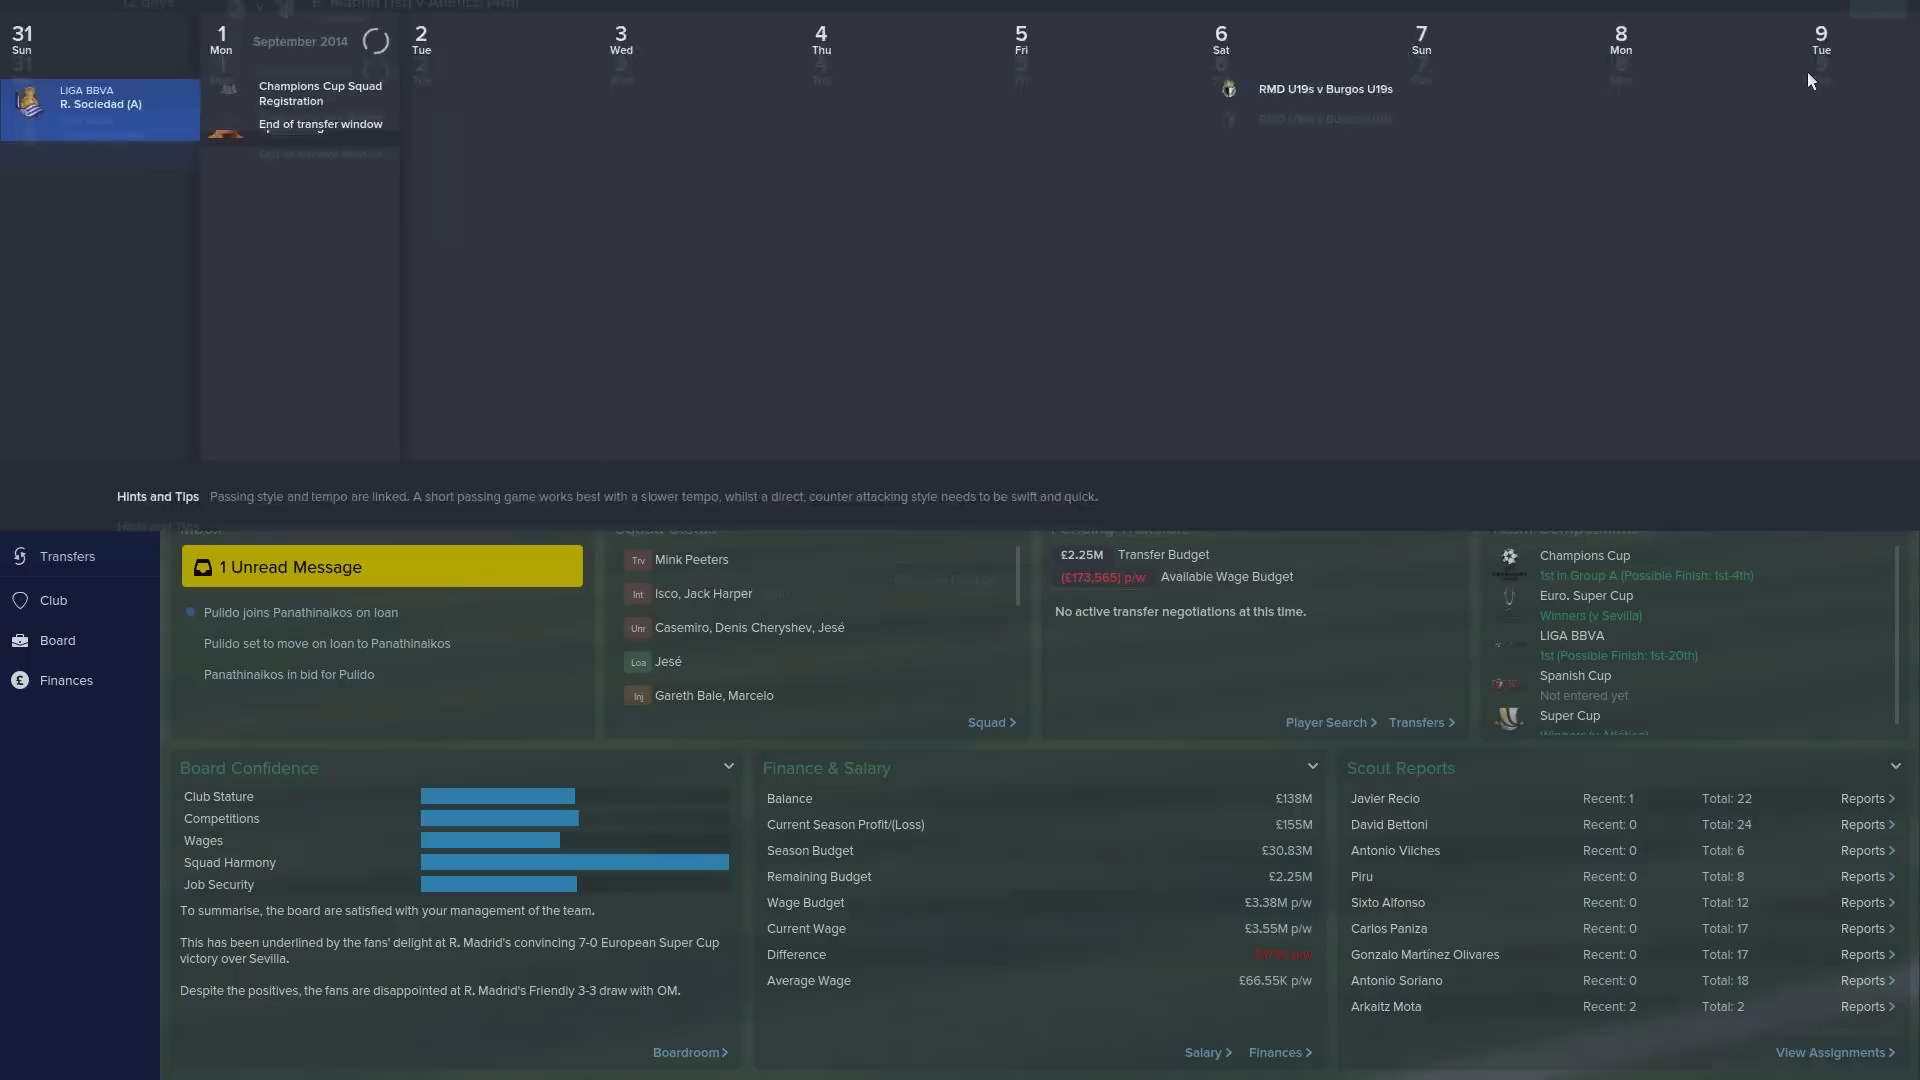 12 days
R. Madrid (1st) v Atlético (4th)
31
Sun
1
Mon
September 2014
2
Tue
3
Wed
4
Thu
5
Fri
6
Sat
7
Sun
8
Mon
9
Tue
LIGA BBVA
R. Sociedad (A)
Champions Cup Squad
Registration
End of transfer window
RMD U19s v Burgos U19s
Hints and Tips Passing style and tempo are linked. A short passing game works best with a slower tempo, whilst a direct, counter attacking style needs to be swift and quick.
Transfers
Club
Board
Finances
Inbox
1 Unread Message
Pulido joins Panathinaikos on loan
Pulido set to move on loan to Panathinaikos
Panathinaikos in bid for Pulido
Trv Mink Peeters
Int Isco, Jack Harper
Unr Casemiro, Denis Cheryshev, Jesé
Loa Jesé
Inj Gareth Bale, Marcelo
Squad >
£2.25M Transfer Budget
(£173,565) p/w Available Wage Budget
No active transfer negotiations at this time.
Player Search > Transfers >
Champions Cup
1st in Group A (Possible Finish: 1st-4th)
Euro. Super Cup
Winners (v Sevilla)
LIGA BBVA
1st (Possible Finish: 1st-20th)
Spanish Cup
Not entered yet
Super Cup
Winners (v Atlético)
Board Confidence
Club Stature
Competitions
Wages
Squad Harmony
Job Security
To summarise, the board are satisfied with your management of the team.
This has been underlined by the fans' delight at R. Madrid's convincing 7-0 European Super Cup
victory over Sevilla.
Despite the positives, the fans are disappointed at R. Madrid's Friendly 3-3 draw with OM.
Boardroom >
Finance & Salary
Balance £138M
Current Season Profit/(Loss) £155M
Season Budget £30.83M
Remaining Budget £2.25M
Wage Budget £3.38M p/w
Current Wage £3.55M p/w
Difference £173K p/w
Average Wage £66.55K p/w
Salary > Finances >
Scout Reports
Javier Recio Recent: 1 Total: 22 Reports >
David Bettoni Recent: 0 Total: 24 Reports >
Antonio Vilches Recent: 0 Total: 6 Reports >
Piru Recent: 0 Total: 8 Reports >
Sixto Alfonso Recent: 0 Total: 12 Reports >
Carlos Paniza Recent: 0 Total: 17 Reports >
Gonzalo Martínez Olivares Recent: 0 Total: 17 Reports >
Antonio Soriano Recent: 0 Total: 18 Reports >
Arkaitz Mota Recent: 2 Total: 2 Reports >
View Assignments >